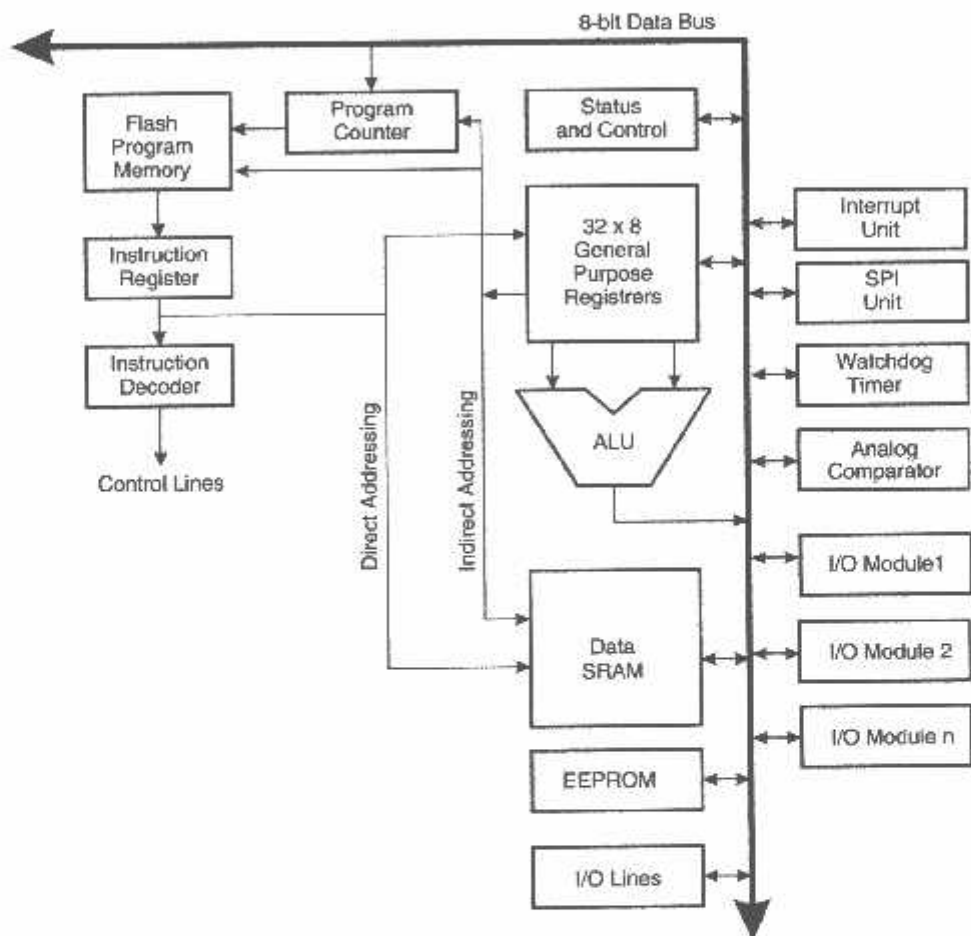 8-bit Data Bus
Flash
Program
Memory
Program
Counter
Status
and Control
32 x 8
General
Purpose
Registrers
Interrupt
Unit
Instruction
Register
SPI
Unit
Instruction
Decoder
Watchdog
Timer
ALU
Analog
Comparator
Control Lines
Direct Addressing
Indirect Addressing
I/O Module1
Data
SRAM
I/O Module 2
I/O Module n
EEPROM
I/O Lines